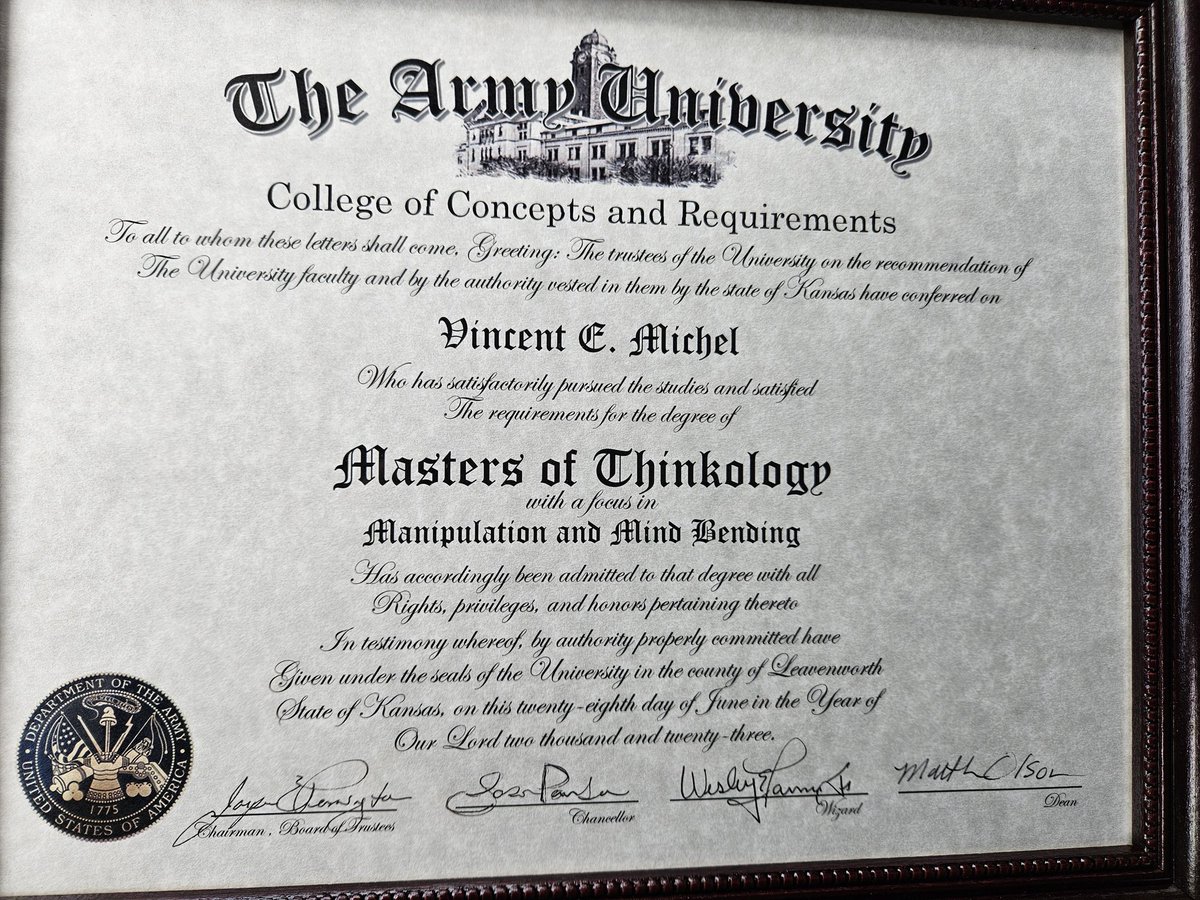 The Army University
College of Concepts and Requirements
To all to whom these letters shall come, Greeting: The trustees of the University on the recommendation of
The University faculty and by the authority vested in them by the state of Kansas have conferred on
Vincent E. Michel
Who has satisfactorily pursued the studies and satisfied
The requirements for the degree of
Masters of Thinkology
with a focus in
Manipulation and Mind Bending
Has accordingly been admitted to that degree with all
Rights, privileges, and honors pertaining thereto
In testimony whereof, by authority properly committed have
Given under the seals of the University in the county of Leavenworth
State of Kansas, on this twenty-eighth day of June in the Year of
Our Lord two thousand and twenty-three.
DEPARTMENT OF THE ARMY
UNITED STATES OF AMERICA
1775
Chairman, Board of Trustees
Chancellor
Wesley
Wizard
Olson
Dean